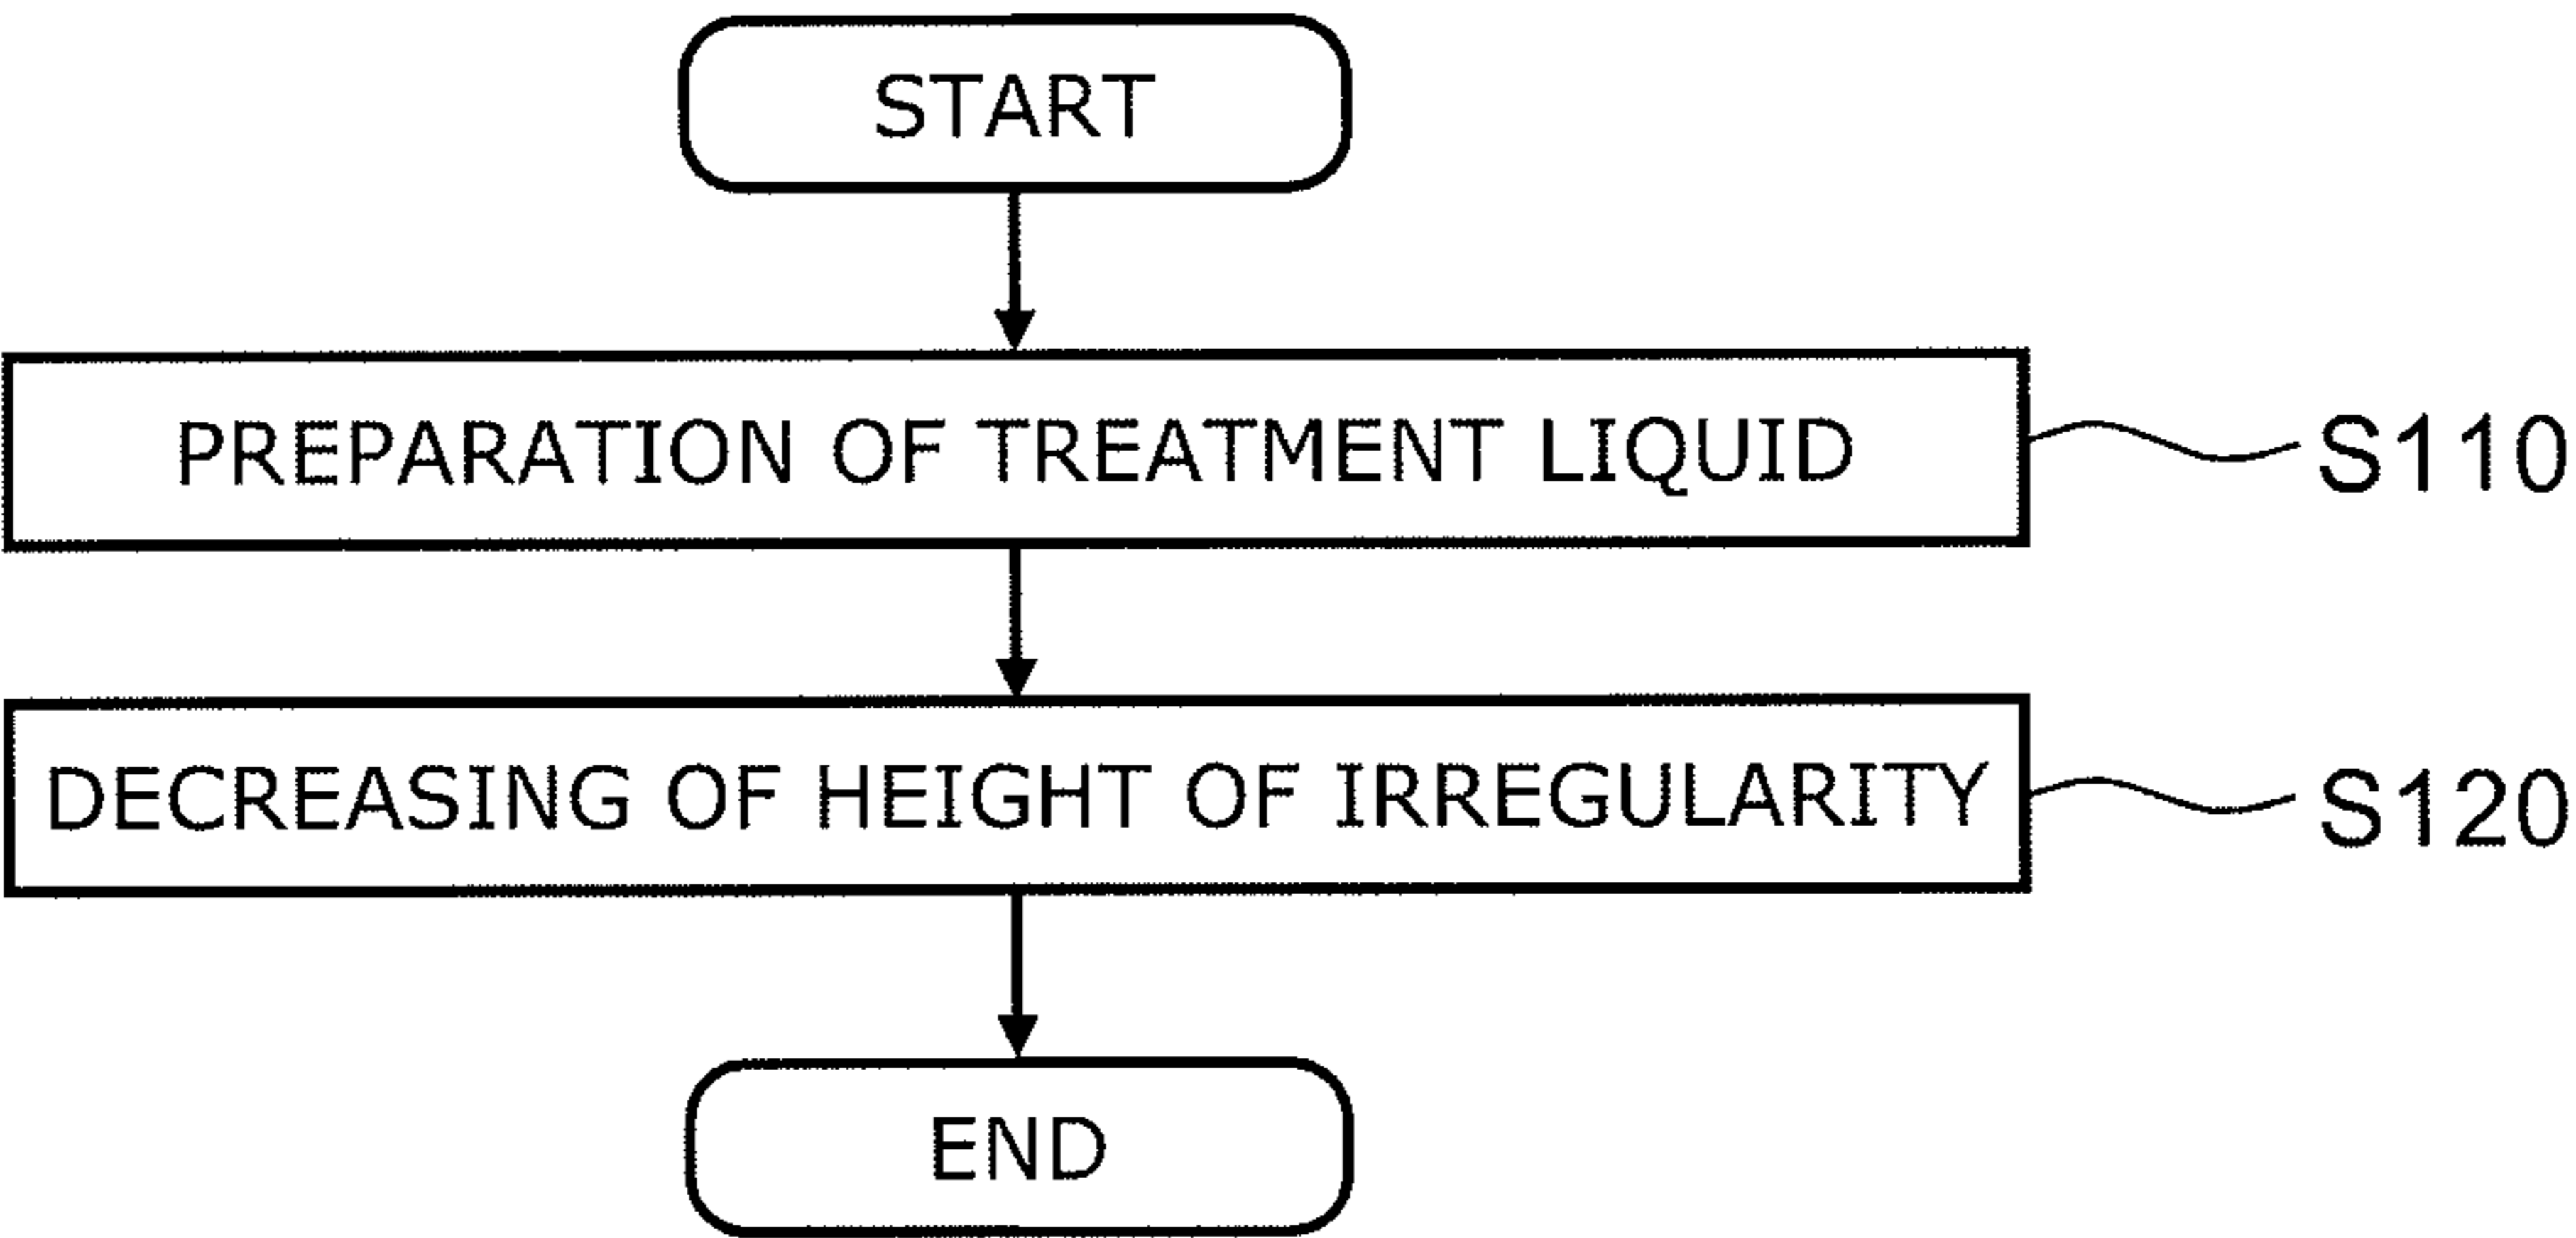 START
PREPARATION OF TREATMENT LIQUID
S110
DECREASING OF HEIGHT OF IRREGULARITY
S120
END